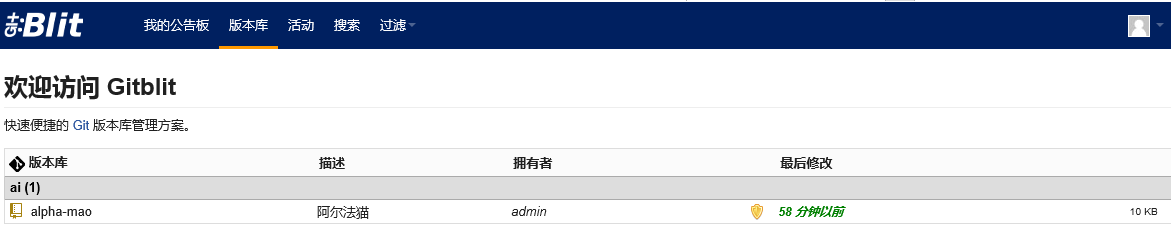 Blit 我的公告板 版本库 活动 搜索 过滤
欢迎访问 Gitblit
快速便捷的 Git 版本库管理方案。
版本库 描述 拥有者 最后修改
ai (1)
alpha-mao 阿尔法猫 admin 58 分钟以前 10 KB